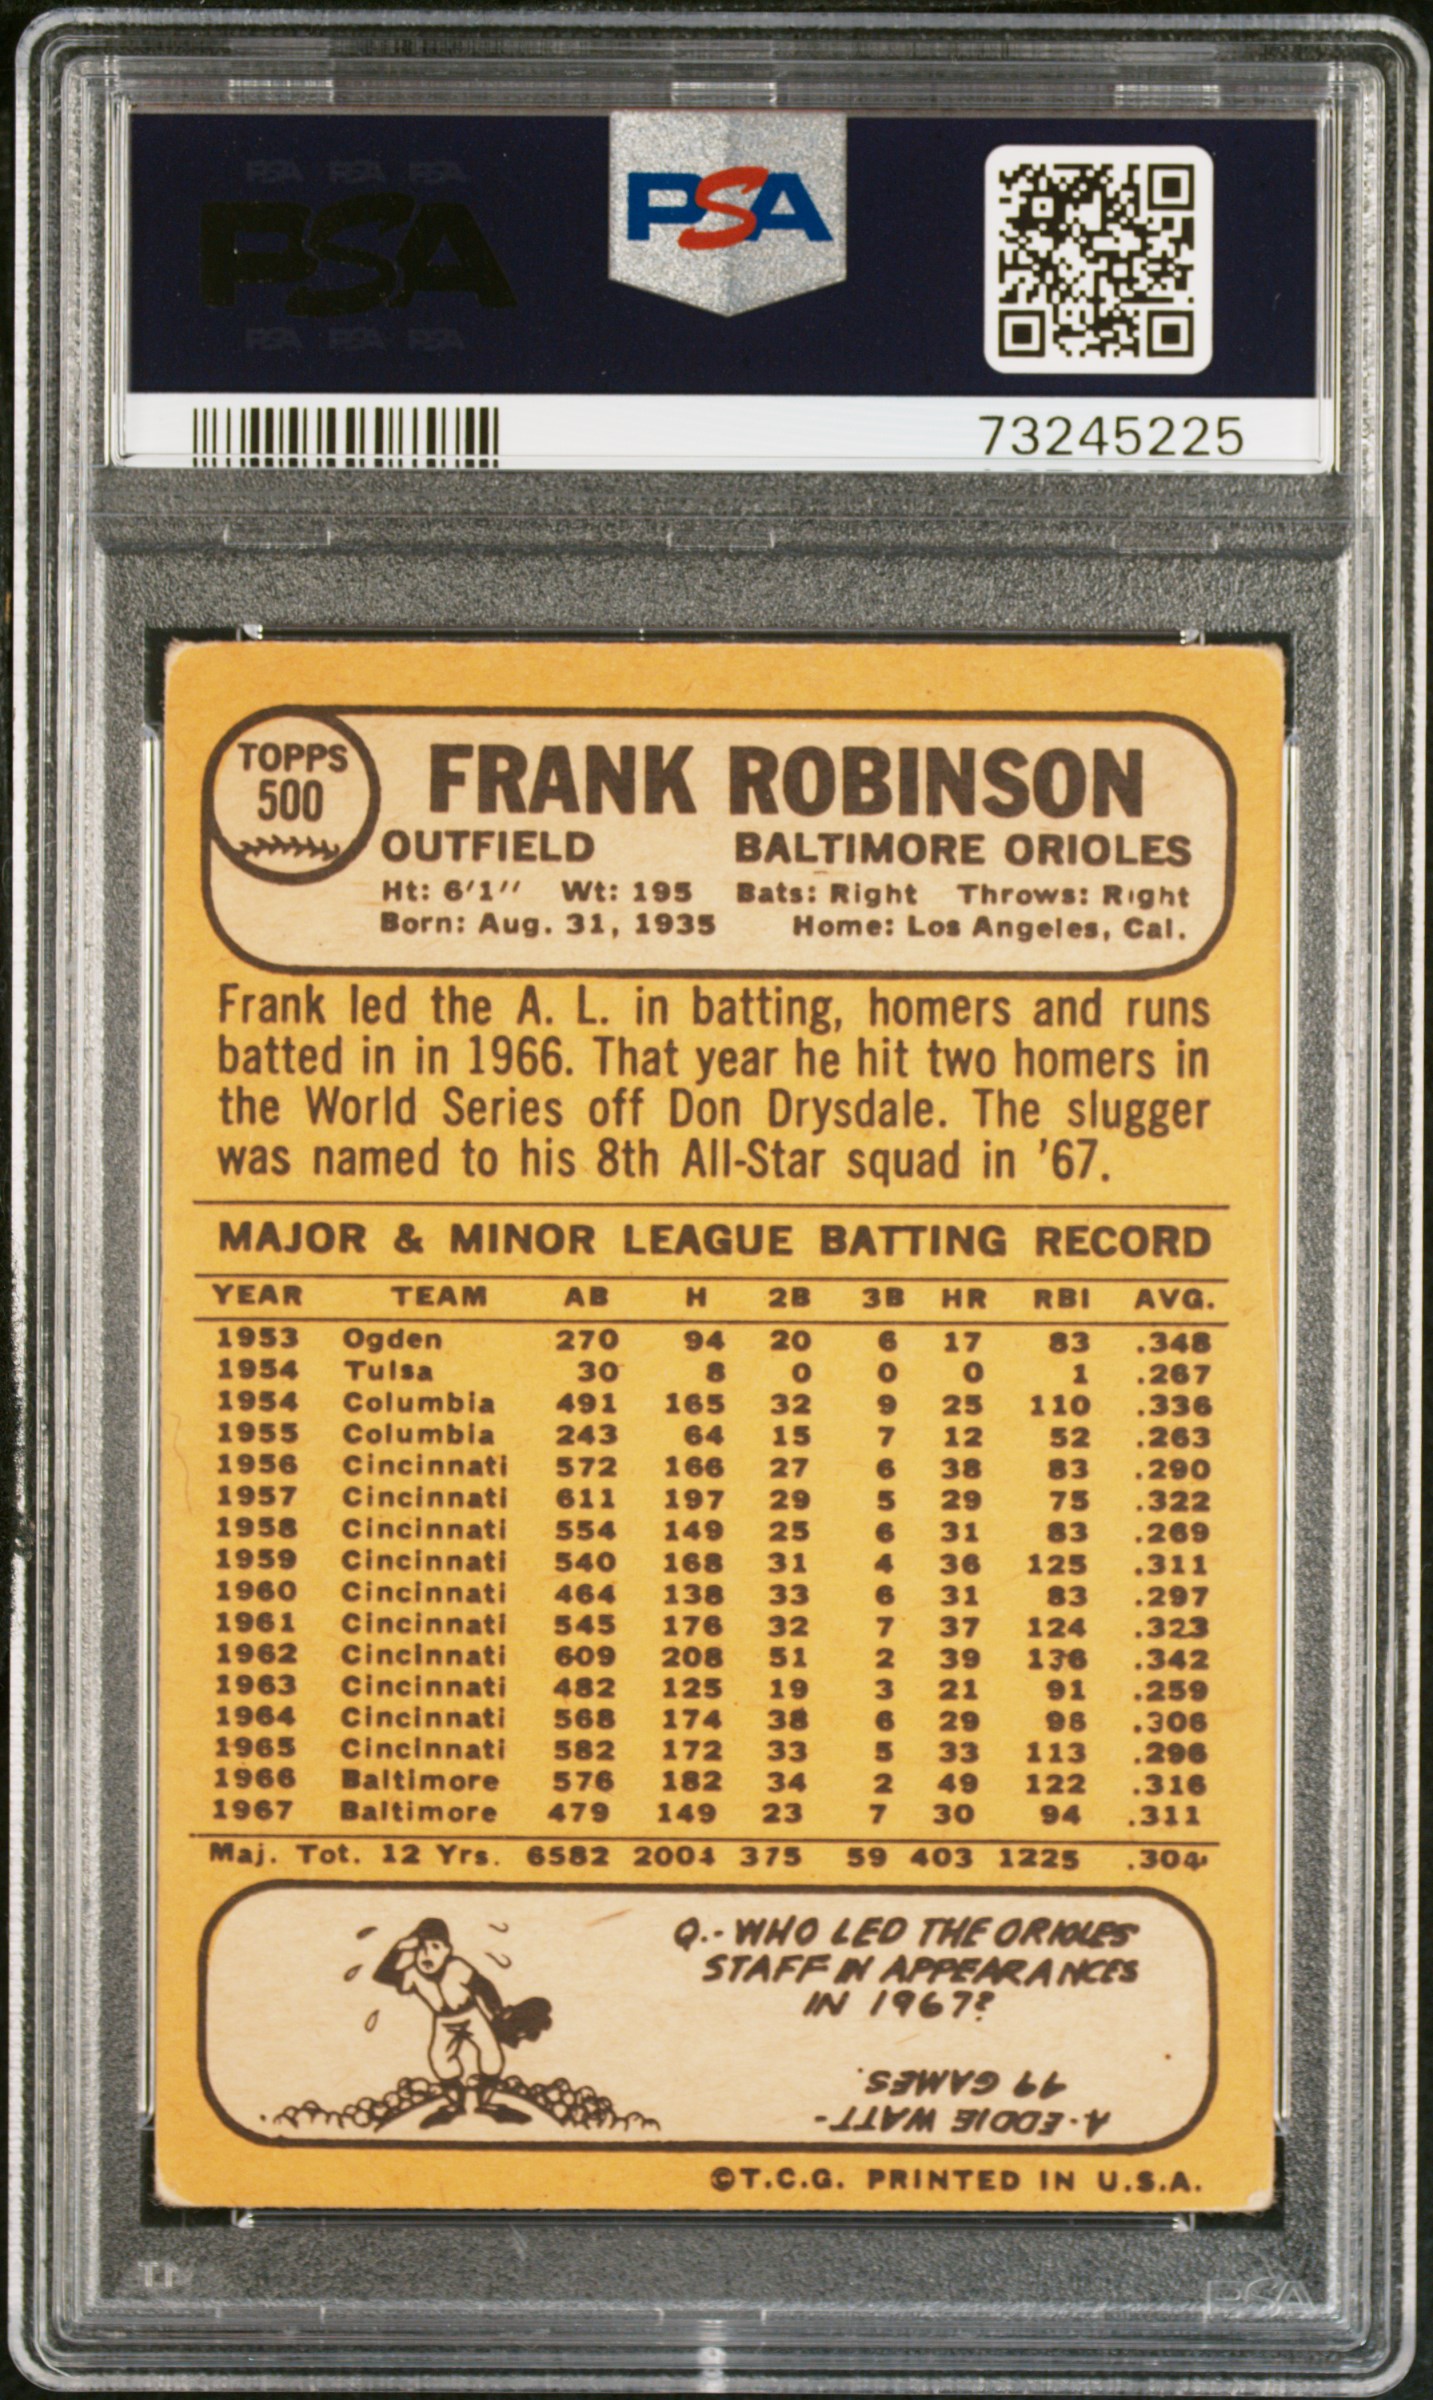 PSA PSA PSA
PSA
PSA PSA PSA
PSA
73245225
TOPPS
500
FRANK ROBINSON
OUTFIELD BALTIMORE ORIOLES
Ht: 6'1" Wt: 195 Bats: Right Throws: Right
Born: Aug. 31, 1935 Home: Los Angeles, Cal.
Frank led the A. L. in batting, homers and runs
batted in in 1966. That year he hit two homers in
the World Series off Don Drysdale. The slugger
was named to his 8th All-Star squad in '67.
MAJOR & MINOR LEAGUE BATTING RECORD
YEAR TEAM AB H 2B 3B HR RBI AVG.
1953 Ogden 270 94 20 6 17 83 .348
1954 Tulsa 30 8 0 0 0 1 .267
1954 Columbia 491 165 32 9 25 110 .336
1955 Columbia 243 64 15 7 12 52 .263
1956 Cincinnati 572 166 27 6 38 83 .290
1957 Cincinnati 611 197 29 5 29 75 .322
1958 Cincinnati 554 149 25 6 31 83 .269
1959 Cincinnati 540 168 31 4 36 125 .311
1960 Cincinnati 464 138 33 6 31 83 .297
1961 Cincinnati 545 176 32 7 37 124 .323
1962 Cincinnati 609 208 51 2 39 136 .342
1963 Cincinnati 482 125 19 3 21 91 .259
1964 Cincinnati 568 174 38 6 29 96 .306
1965 Cincinnati 582 172 33 5 33 113 .296
1966 Baltimore 576 182 34 2 49 122 .316
1967 Baltimore 479 149 23 7 30 94 .311
Maj. Tot. 12 Yrs. 6582 2004 375 59 403 1225 .304
Q.-WHO LED THE ORIOLES
STAFF IN APPEARANCES
IN 1967?
A-EDDIE WATT-
49 GAMES.
©T.C.G. PRINTED IN U.S.A.
PSA